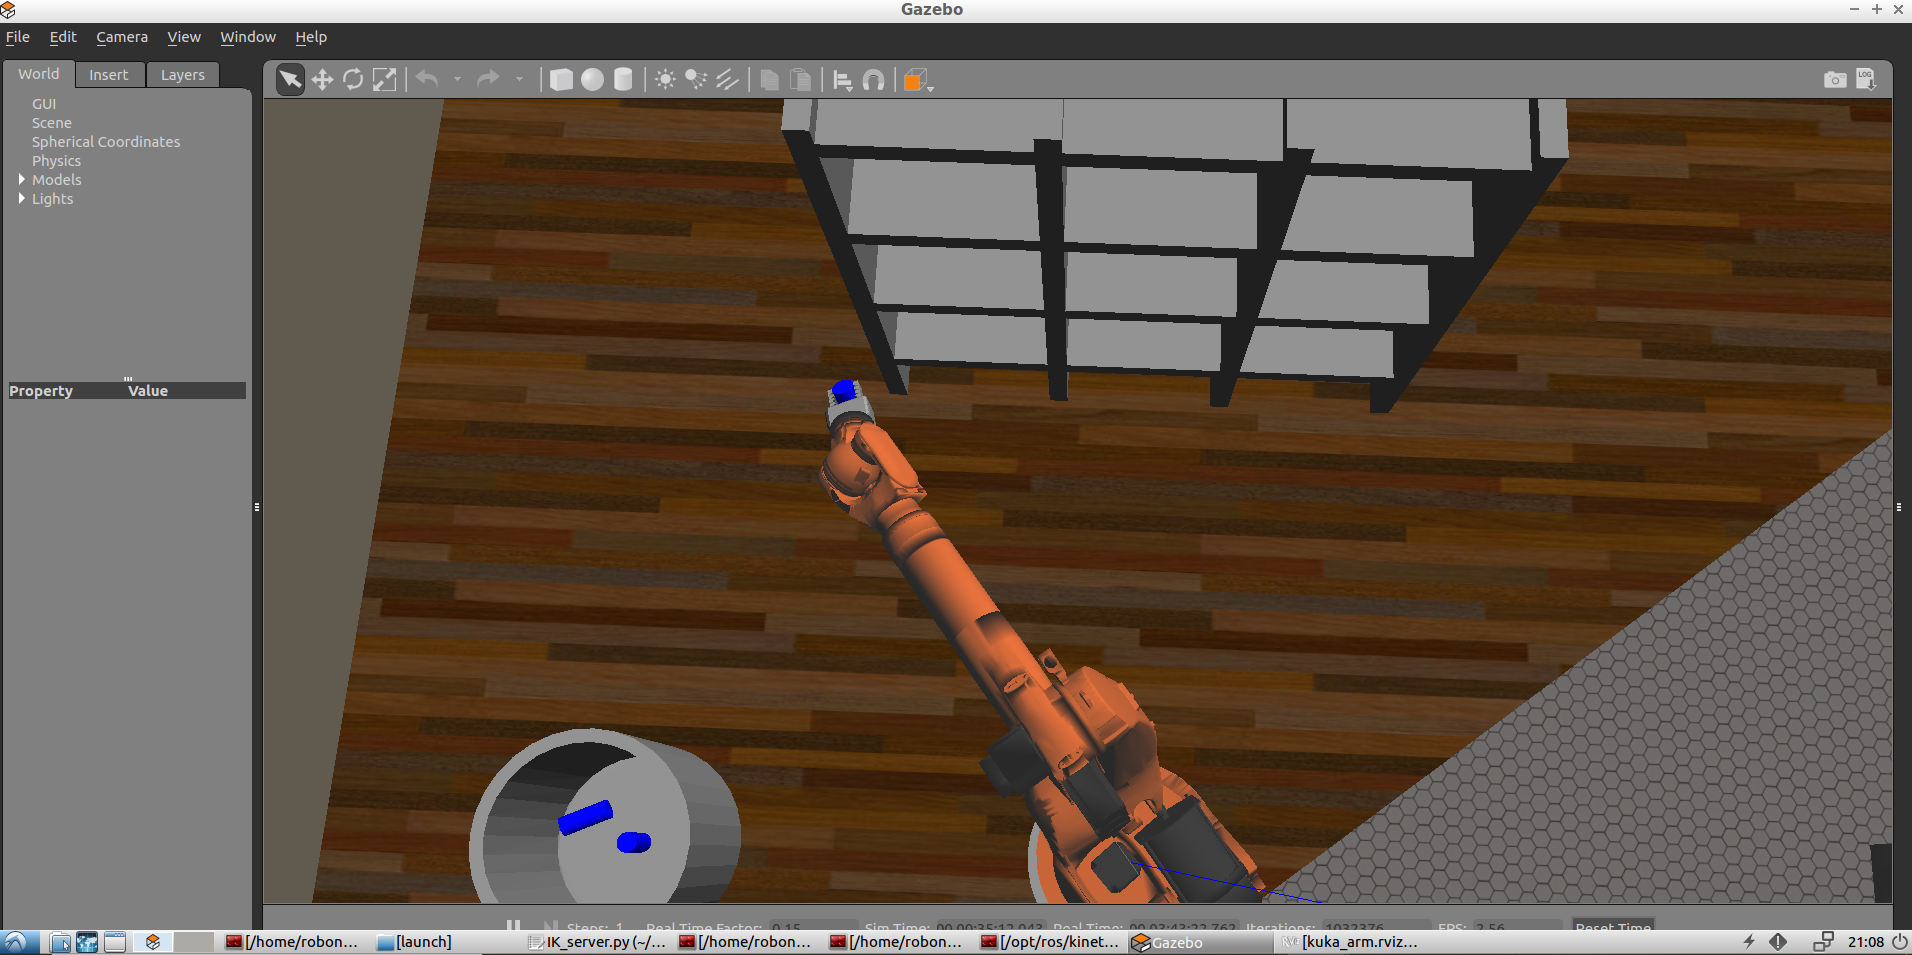 Gazebo
File Edit Camera View Window Help
World Insert Layers
LOG
GUI
Scene
Spherical Coordinates
Physics
Models
Lights
Property Value
Steps: 1 Real Time Factor: 0.15 Sim Time: 00 00:35:12.043 Real Time: 00 03:43:22.762 Iterations: 1032376 FPS: 2.56 Reset Time
[/home/robon... [launch] IK_server.py (~/... [/home/robon... [/home/robon... [/opt/ros/kinet... Gazebo [kuka_arm.rviz... 21:08